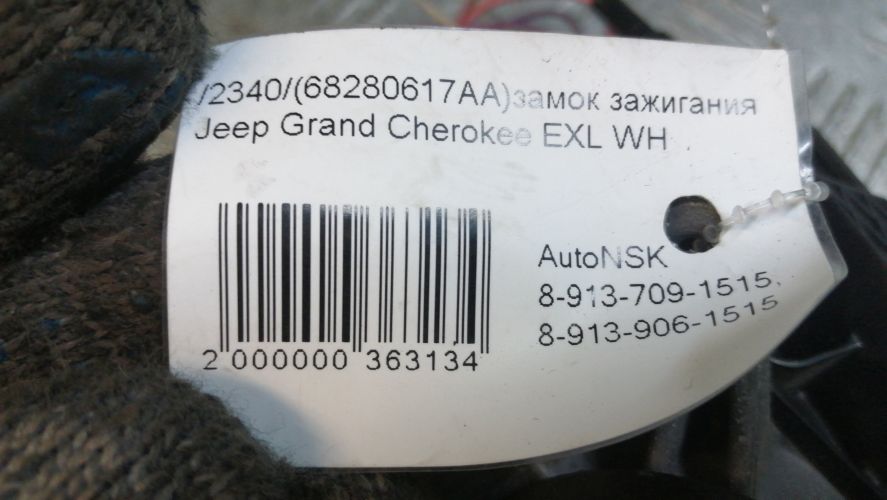 /2340/(68280617AA)замок зажигания
Jeep Grand Cherokee EXL WH
AutoNSK
8-913-709-1515,
8-913-906-1515
2 000000 363134